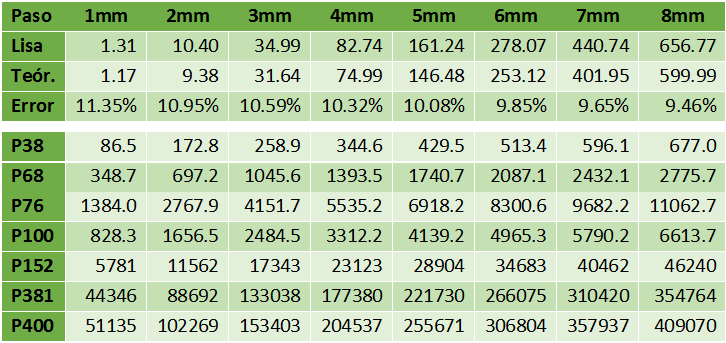 Paso 1mm 2mm 3mm 4mm 5mm 6mm 7mm 8mm
Lisa 1.31 10.40 34.99 82.74 161.24 278.07 440.74 656.77
Teór. 1.17 9.38 31.64 74.99 146.48 253.12 401.95 599.99
Error 11.35% 10.95% 10.59% 10.32% 10.08% 9.85% 9.65% 9.46%
P38 86.5 172.8 258.9 344.6 429.5 513.4 596.1 677.0
P68 348.7 697.2 1045.6 1393.5 1740.7 2087.1 2432.1 2775.7
P76 1384.0 2767.9 4151.7 5535.2 6918.2 8300.6 9682.2 11062.7
P100 828.3 1656.5 2484.5 3312.2 4139.2 4965.3 5790.2 6613.7
P152 5781 11562 17343 23123 28904 34683 40462 46240
P381 44346 88692 133038 177380 221730 266075 310420 354764
P400 51135 102269 153403 204537 255671 306804 357937 409070